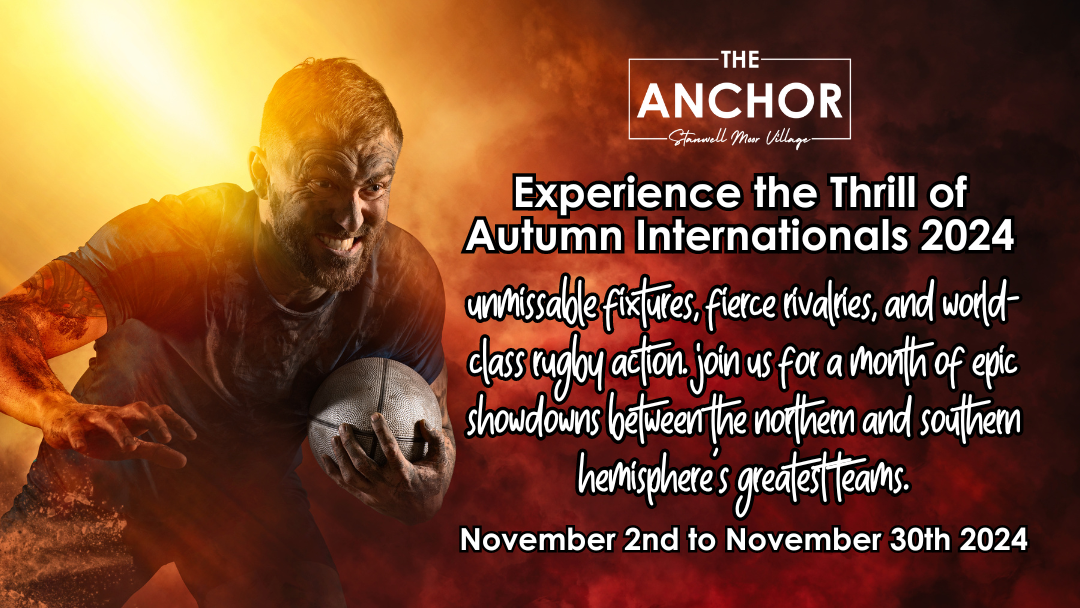 THE
ANCHOR
Stanwell Moor Village
Experience the Thrill of
Autumn Internationals 2024
unmissable fixtures, fierce rivalries, and world-
class rugby action. join us for a month of epic
showdowns between the northern and southern
hemisphere's greatest teams.
November 2nd to November 30th 2024